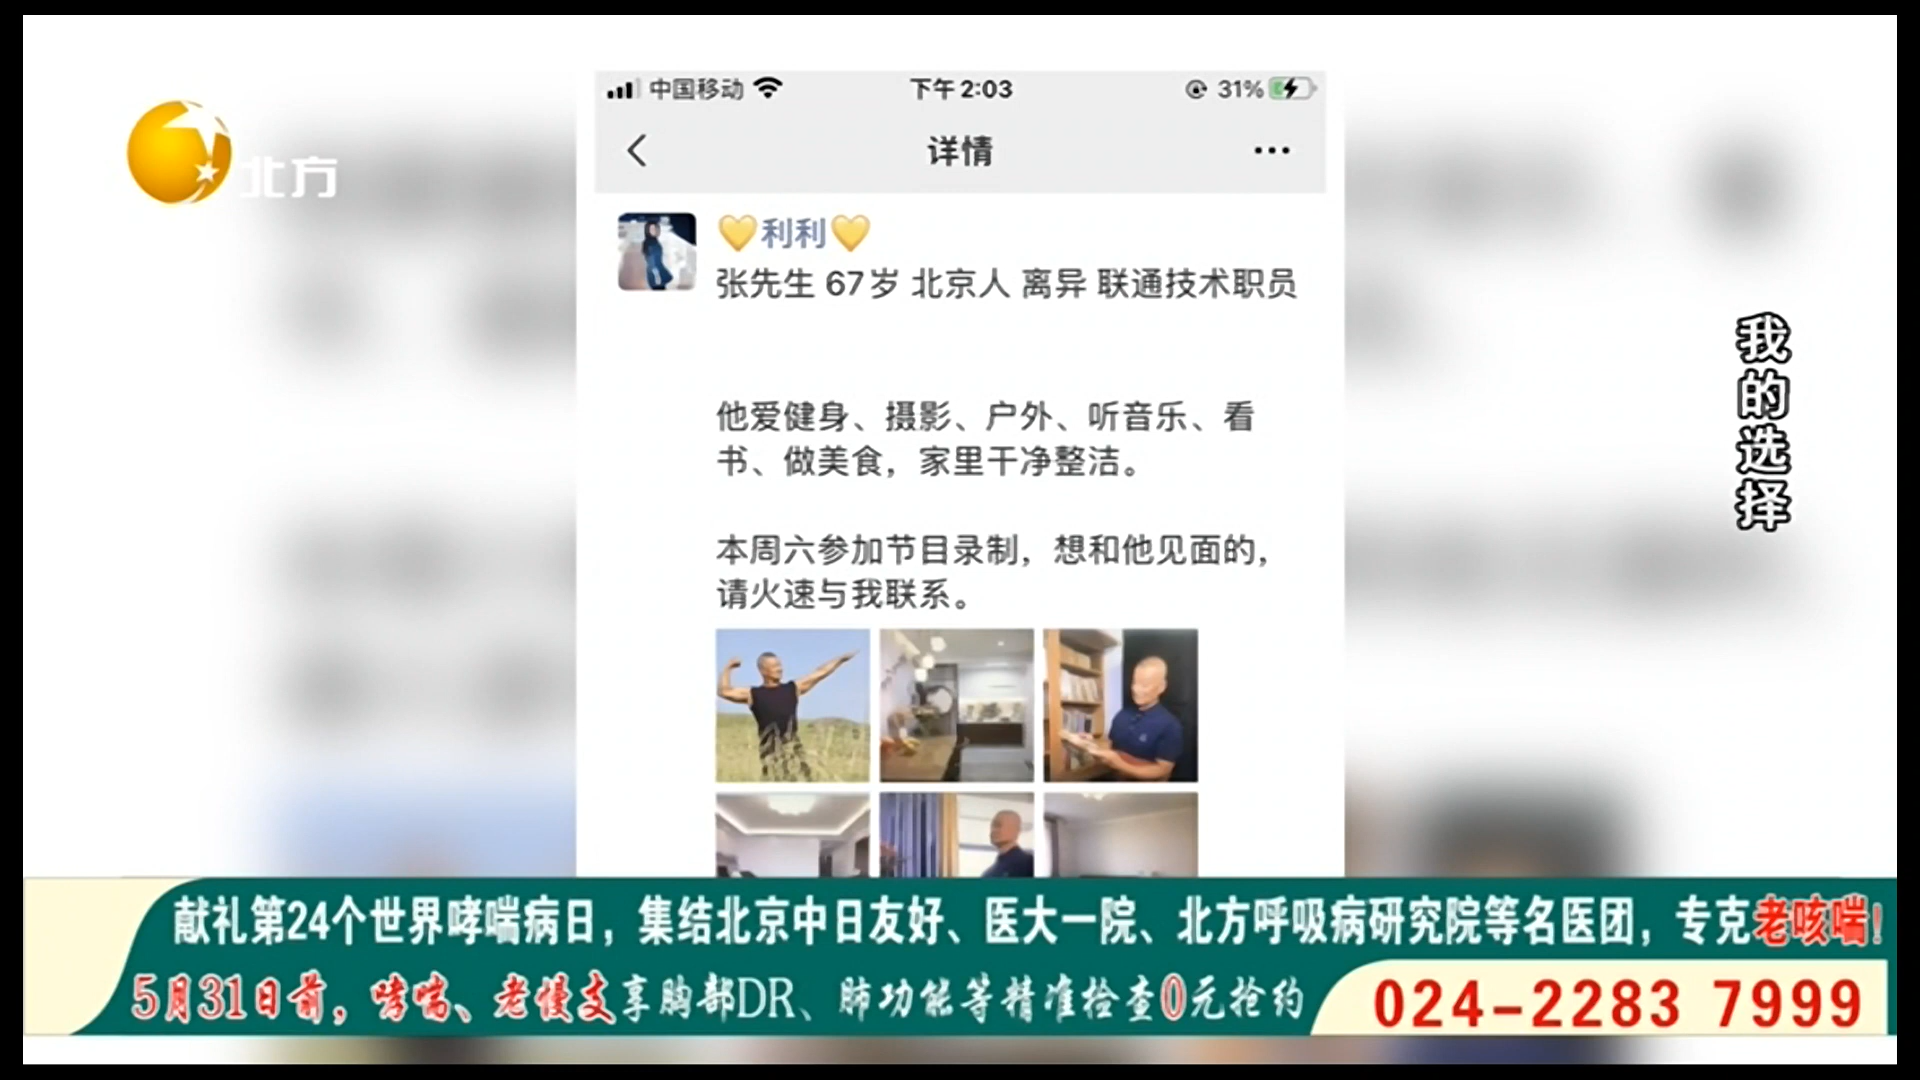 中国移动
下午2:03
31%
北方
详情
利利
张先生 67岁 北京人 离异 联通技术职员
他爱健身、摄影、户外、听音乐、看
书、做美食，家里干净整洁。
本周六参加节目录制，想和他见面的，
请火速与我联系。
我的选择
献礼第24个世界哮喘病日，集结北京中日友好、医大一院、北方呼吸病研究院等名医团，专克老咳喘！
5月31日前，哮喘、老慢支享胸部DR、肺功能等精准检查0元抢约
024-2283 7999